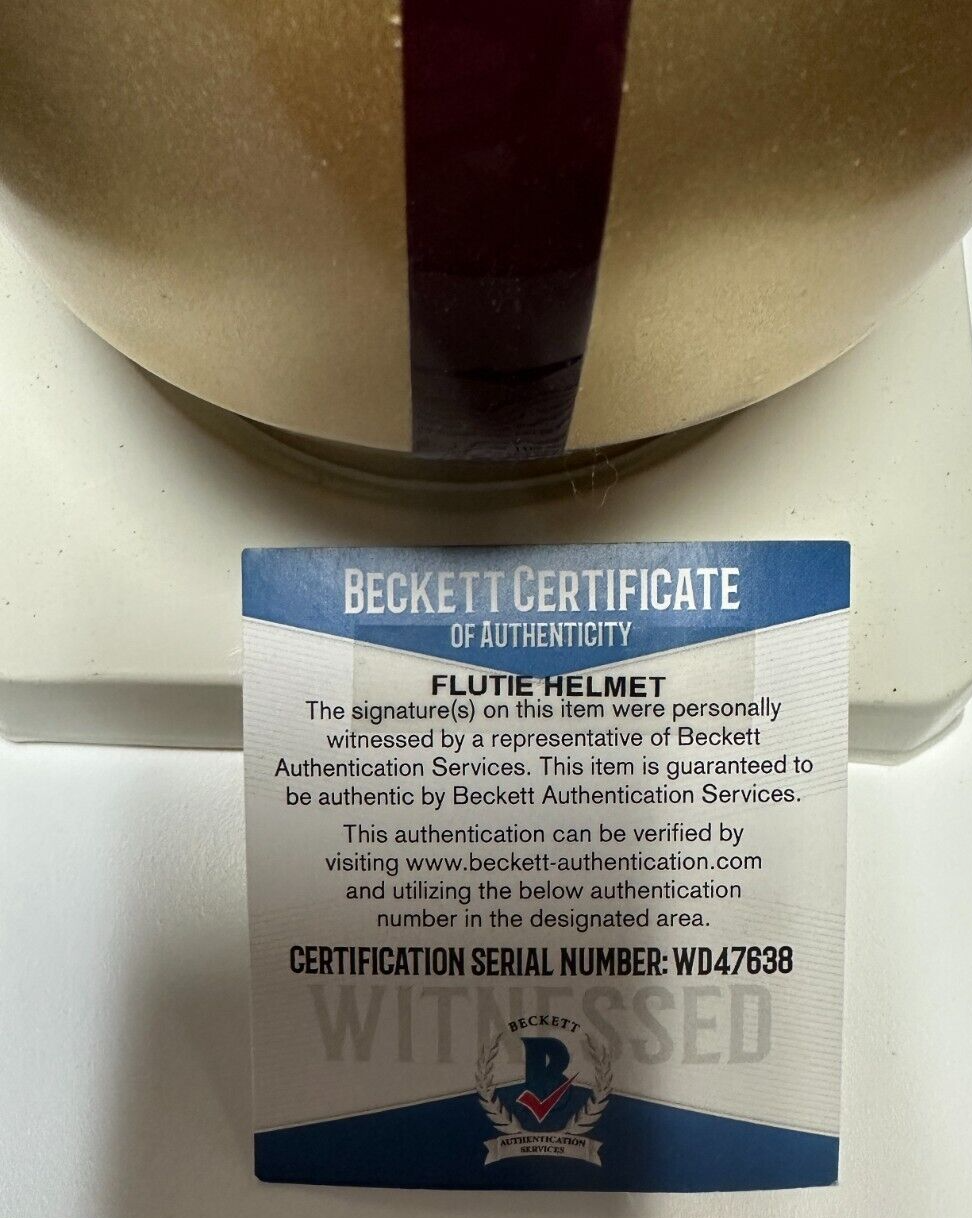 BECKETT CERTIFICATE
OF AUTHENTICITY
FLUTIE HELMET
The signature(s) on this item were personally
witnessed by a representative of Beckett
Authentication Services. This item is guaranteed to
be authentic by Beckett Authentication Services.
This authentication can be verified by
visiting www.beckett-authentication.com
and utilizing the below authentication
number in the designated area.
CERTIFICATION SERIAL NUMBER: WD47638
WITNESSED
BECKETT
B
AUTHENTICATION
SERVICES